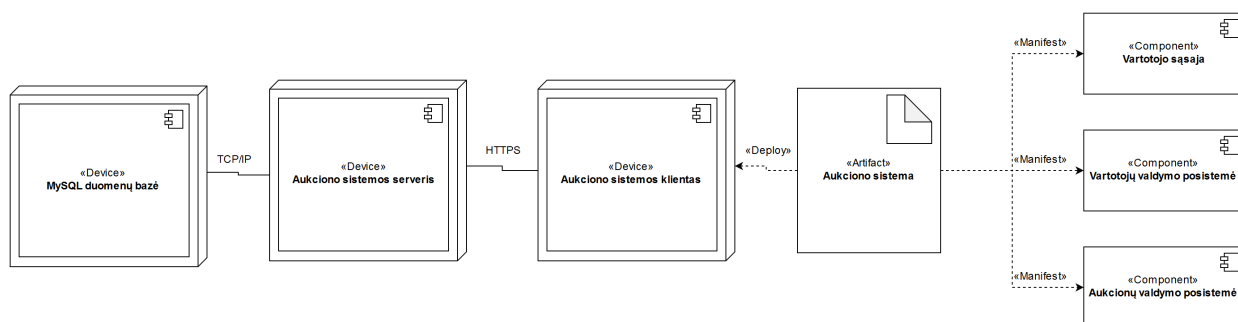 «Manifest»
«Component»
Vartotojo sąsaja
«Device»
MySQL duomenų bazė
TCP/IP
«Device»
Aukciono sistemos serveris
HTTPS
«Device»
Aukciono sistemos klientas
«Deploy»
«Artifact»
Aukciono sistema
«Manifest»
«Component»
Vartotojų valdymo posistemė
«Manifest»
«Component»
Aukcionų valdymo posistemė